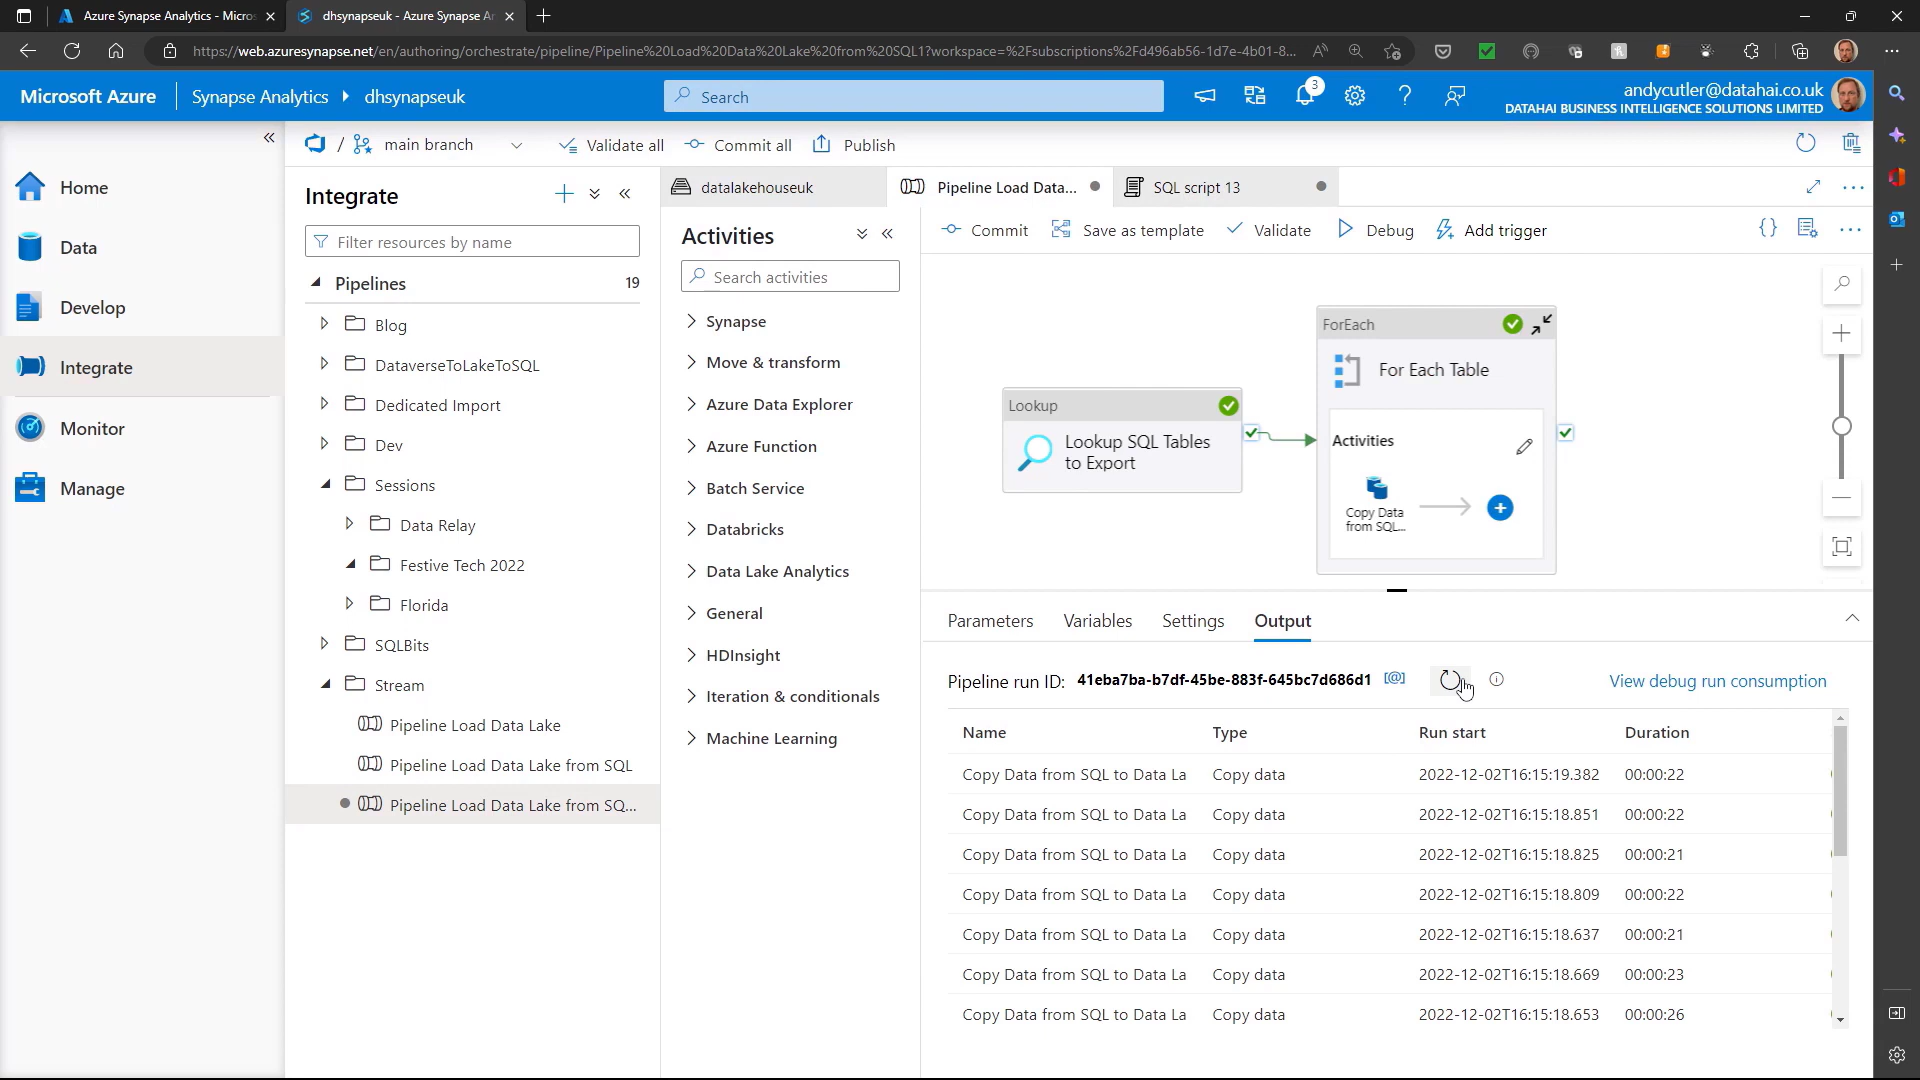 Azure Synapse Analytics - Micros
dhsynapseuk - Azure Synapse Ar
https://web.azuresynapse.net/en/authoring/orchestrate/pipeline/Pipeline%20Load%20Data%20Lake%20from%20SQL1?workspace=%2Fsubscriptions%2Fd496ab56-1d7e-4b01-8...
Microsoft Azure
Synapse Analytics
dhsynapseuk
Search
3
andycutler@datahai.co.uk
DATAHAI BUSINESS INTELLIGENCE SOLUTIONS LIMITED
Home
Data
Develop
Integrate
Monitor
Manage
/ main branch
Validate all
Commit all
Publish
Integrate
Filter resources by name
Pipelines 19
Blog
DataverseToLakeToSQL
Dedicated Import
Dev
Sessions
Data Relay
Festive Tech 2022
Florida
SQLBits
Stream
Pipeline Load Data Lake
Pipeline Load Data Lake from SQL
Pipeline Load Data Lake from SQ...
datalakehouseuk
Pipeline Load Data...
SQL script 13
Activities
Search activities
Synapse
Move & transform
Azure Data Explorer
Azure Function
Batch Service
Databricks
Data Lake Analytics
General
HDInsight
Iteration & conditionals
Machine Learning
Commit
Save as template
Validate
Debug
Add trigger
Lookup
Lookup SQL Tables
to Export
ForEach
For Each Table
Activities
Copy Data
from SQL...
Parameters
Variables
Settings
Output
Pipeline run ID: 41eba7ba-b7df-45be-883f-645bc7d686d1 [@]
View debug run consumption
Name Type Run start Duration
Copy Data from SQL to Data La Copy data 2022-12-02T16:15:19.382 00:00:22
Copy Data from SQL to Data La Copy data 2022-12-02T16:15:18.851 00:00:22
Copy Data from SQL to Data La Copy data 2022-12-02T16:15:18.825 00:00:21
Copy Data from SQL to Data La Copy data 2022-12-02T16:15:18.809 00:00:22
Copy Data from SQL to Data La Copy data 2022-12-02T16:15:18.637 00:00:21
Copy Data from SQL to Data La Copy data 2022-12-02T16:15:18.669 00:00:23
Copy Data from SQL to Data La Copy data 2022-12-02T16:15:18.653 00:00:26